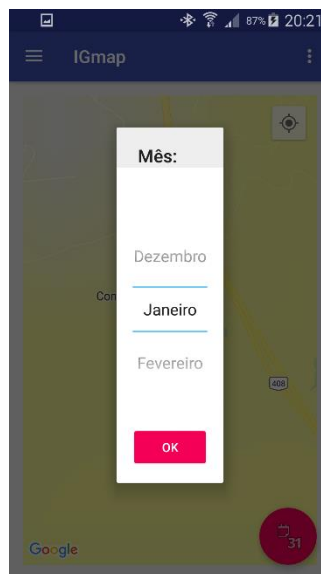 87% 20:21
IGmap
Mês:
Dezembro
Con
Janeiro
Fevereiro
408
OK
31
Google